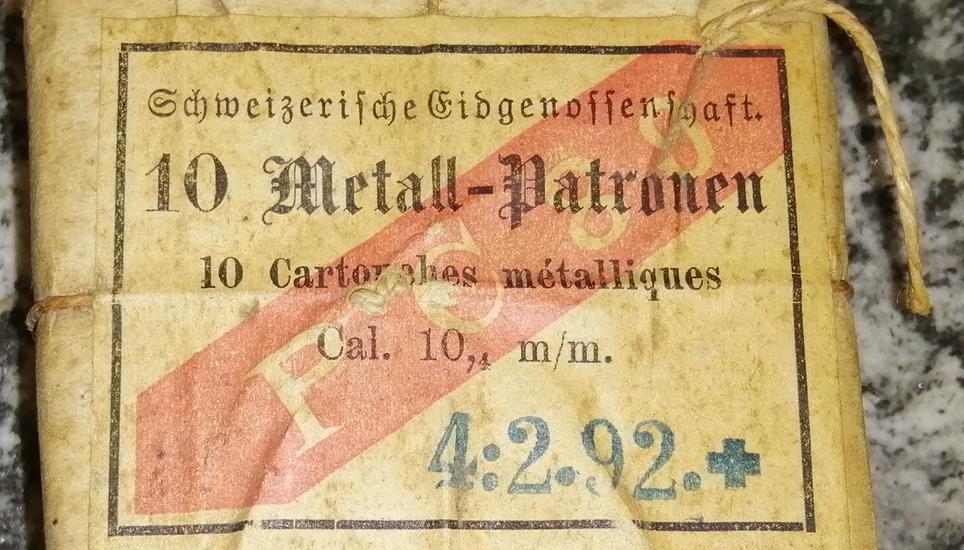 Schweizerische Eidgenossenschaft.
10 Metall-Patronen
10 Cartouches métalliques
Cal. 10,4 m/m.
4.2.92.+